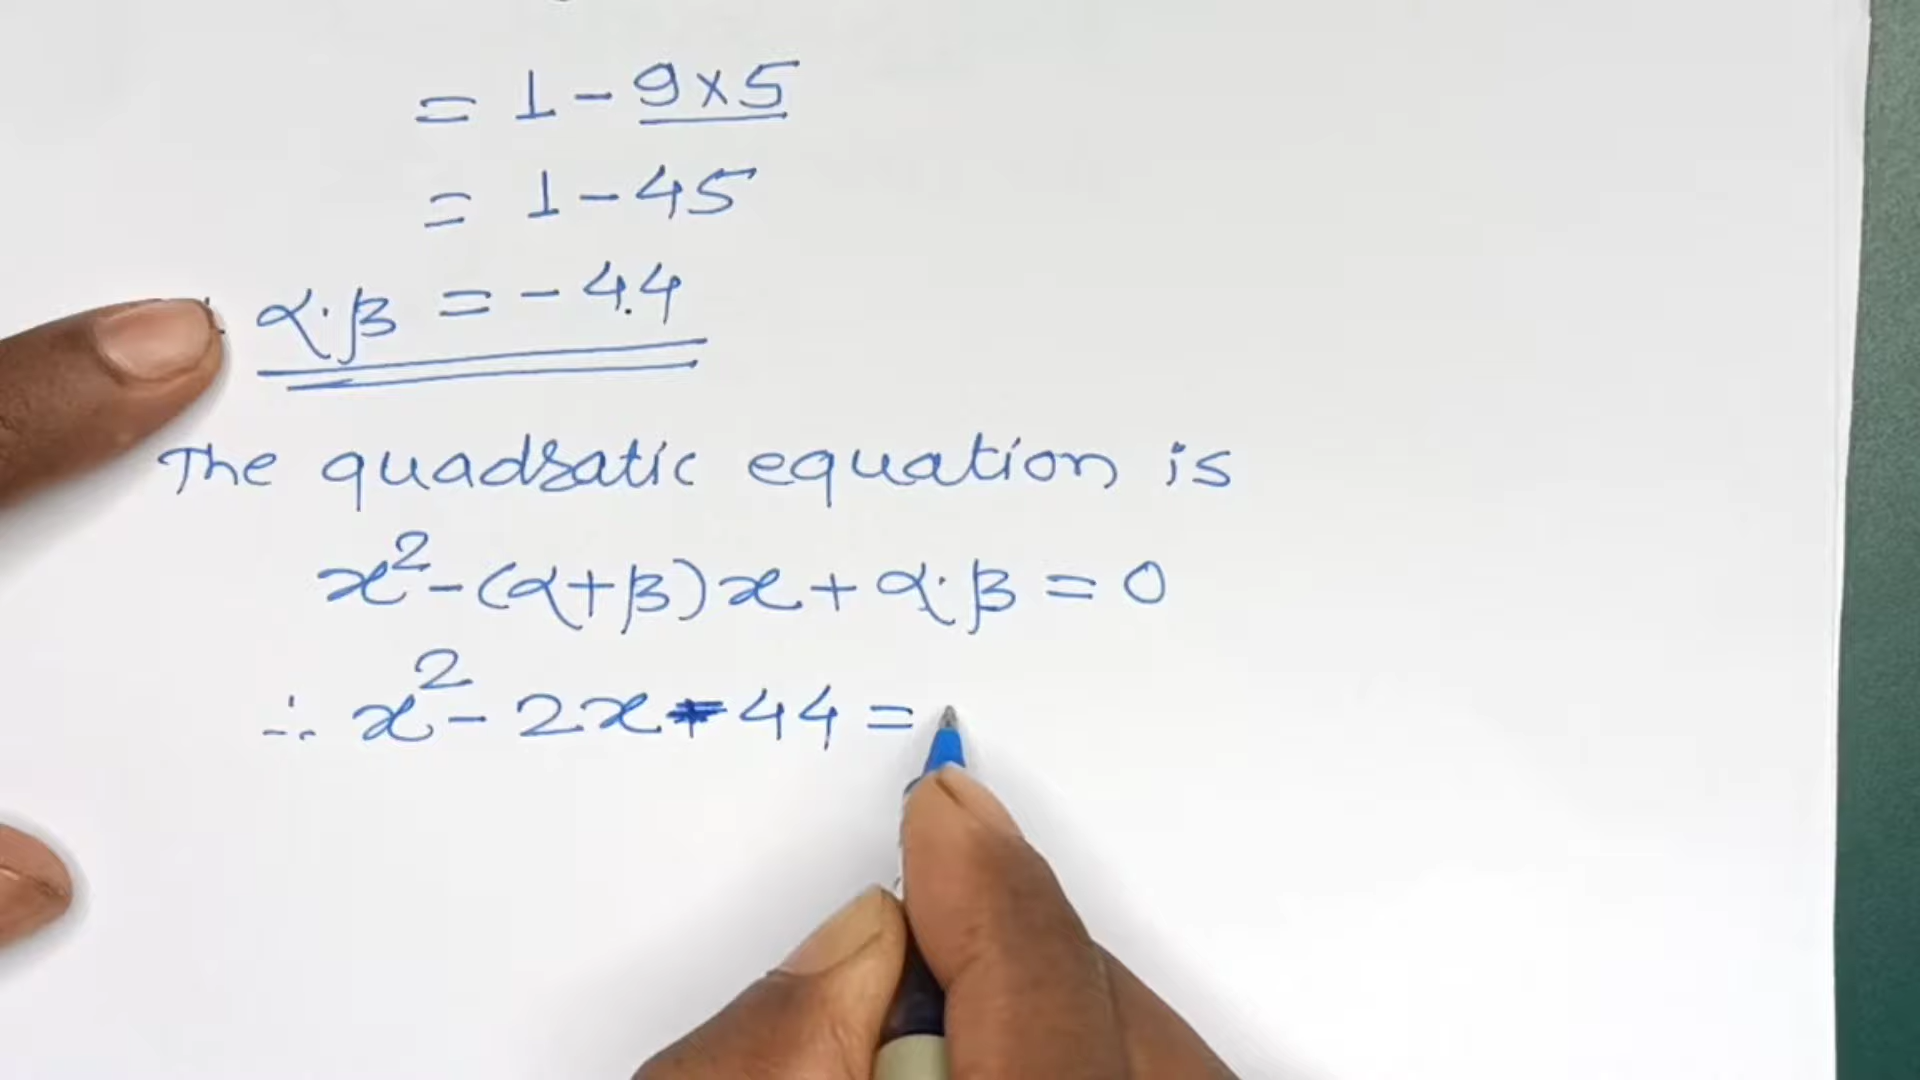 = 1 - 9×5
= 1 - 45
α·β = - 44
The quadratic equation is
x² - (α+β)x + α·β = 0
∴ x² - 2x - 44 =